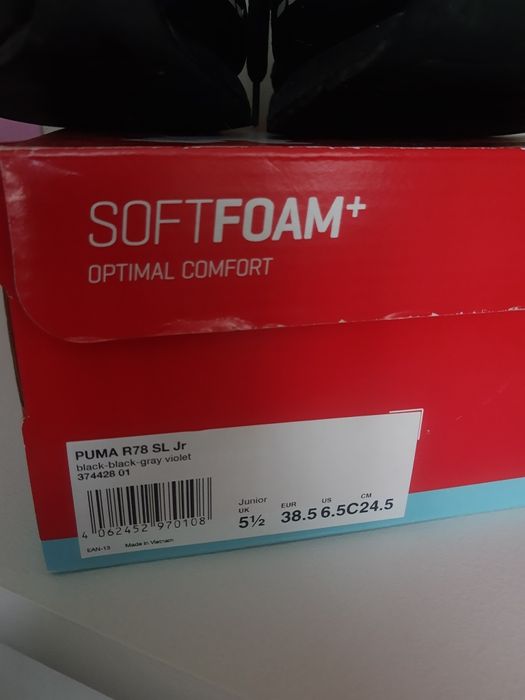 SOFTFOAM+
OPTIMAL COMFORT
PUMA R78 SL Jr
black-black-gray violet
374428 01
4 062452 970108
EAN-13 Made in Vietnam
Junior
UK EUR US CM
5½ 38.5 6.5C 24.5